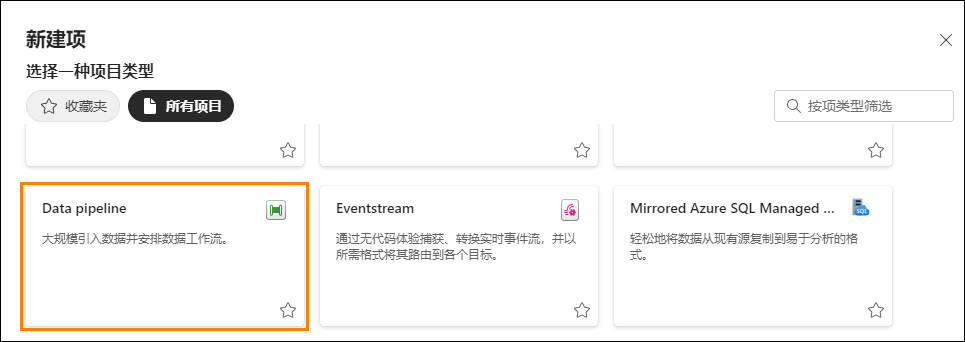 新建项
选择一种项目类型
收藏夹
所有项目
按项类型筛选
Data pipeline
大规模引入数据并安排数据工作流。
Eventstream
通过无代码体验捕获、转换实时事件流，并以
所需格式将其路由到各个目标。
Mirrored Azure SQL Managed ...
SQL
轻松地将数据从现有源复制到易于分析的格
式。